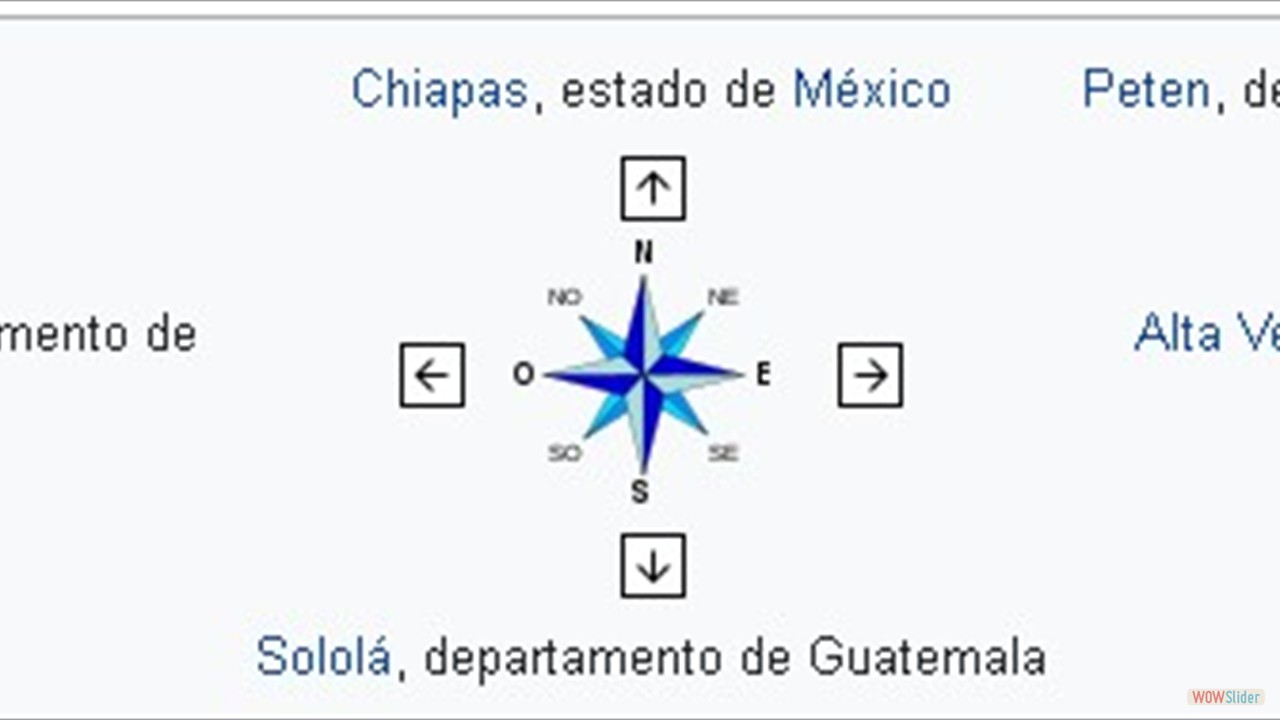 Chiapas, estado de México
Peten, de
N
NO NE
mento de
O E
Alta Ve
SO SE
S
Sololá, departamento de Guatemala
WOWSlider